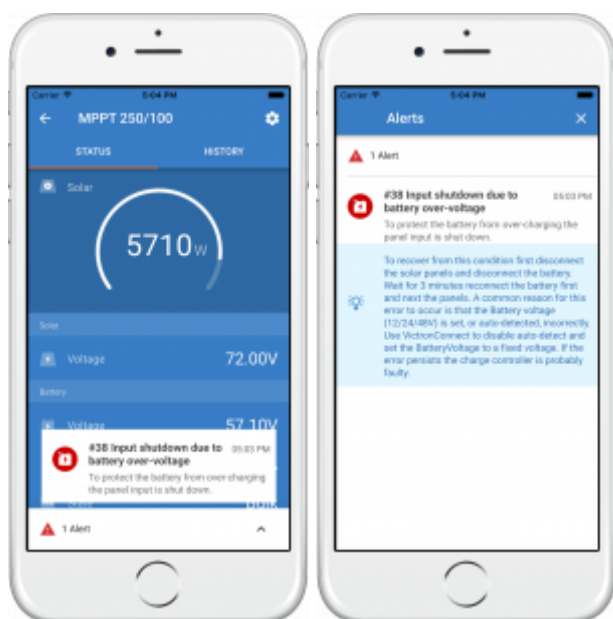 Carrier 5:04 PM
MPPT 250/100
STATUS HISTORY
Solar
5710W
Solar
Voltage 72.00V
Battery
Voltage 57.10V
#38 Input shutdown due to 05:03 PM
battery over-voltage
To protect the battery from over-charging
the panel input is shut down.
1 Alert
Carrier 5:04 PM
Alerts
1 Alert
#38 Input shutdown due to 05:03 PM
battery over-voltage
To protect the battery from over-charging the
panel input is shut down.
To recover from this condition first disconnect
the solar panels and disconnect the battery.
Wait for 3 minutes reconnect the battery first
and next the panels. A common reason for this
error to occur is that the Battery voltage
(12/24/48V) is set, or auto-detected, incorrectly.
Use VictronConnect to disable auto-detect and
set the BatteryVoltage to a fixed voltage. If the
error persists the charge controller is probably
faulty.